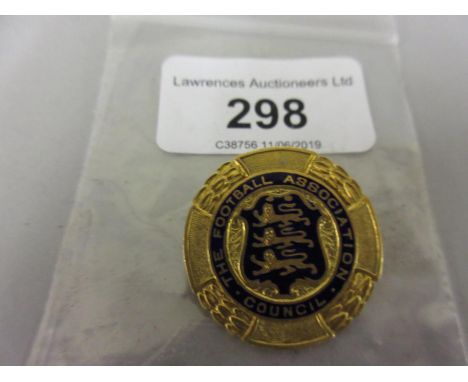 Lawrences Auctioneers Ltd
298
C38756 11/06/2019
THE FOOTBALL ASSOCIATION
· COUNCIL ·